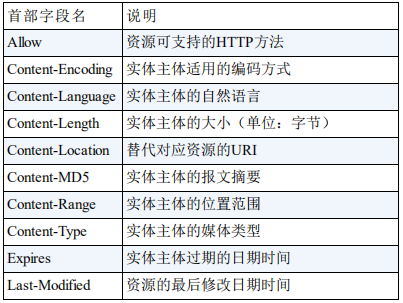 首部字段名 说明
Allow 资源可支持的HTTP方法
Content-Encoding 实体主体适用的编码方式
Content-Language 实体主体的自然语言
Content-Length 实体主体的大小（单位：字节）
Content-Location 替代对应资源的URI
Content-MD5 实体主体的报文摘要
Content-Range 实体主体的位置范围
Content-Type 实体主体的媒体类型
Expires 实体主体过期的日期时间
Last-Modified 资源的最后修改日期时间